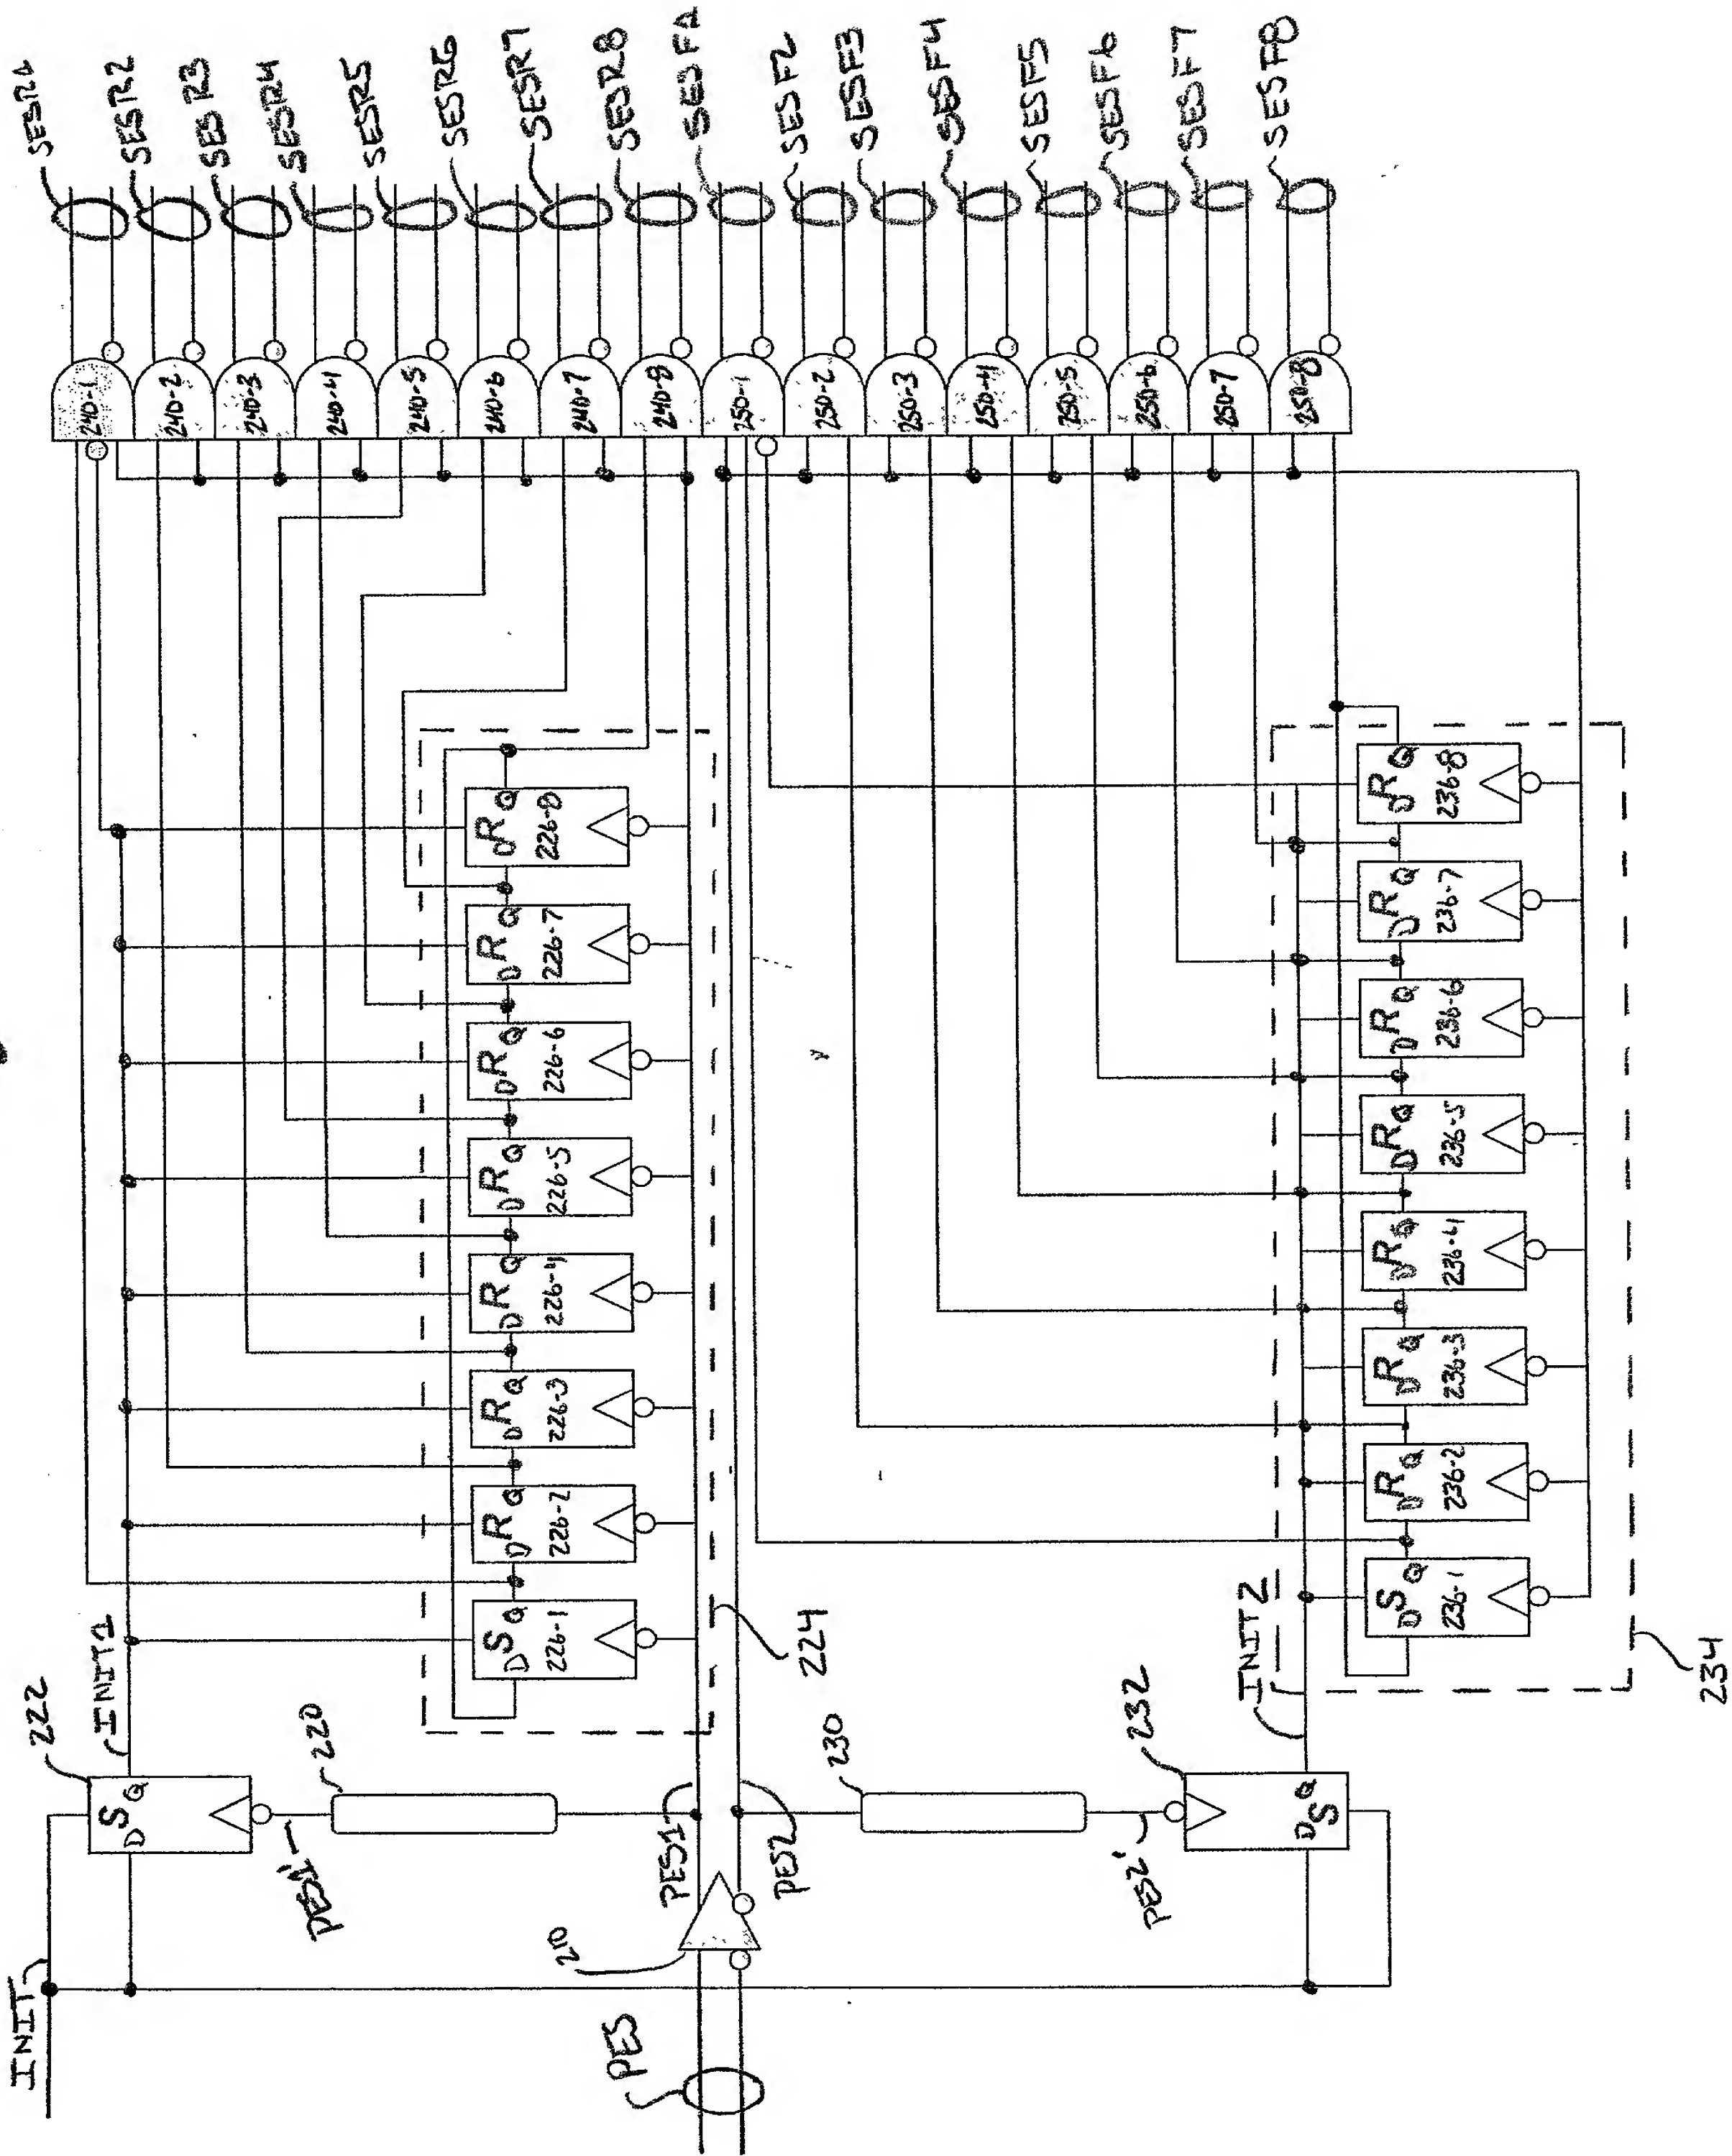 INIT
222
INIT1
D S Q
PES1'
220
210
PES
PES1
PES2
224
230
PES2'
232
D S Q
INIT2
234
D S Q
226-1
D R Q
226-2
D R Q
226-3
D R Q
226-4
D R Q
226-5
D R Q
226-6
D R Q
226-7
D R Q
226-8
D S Q
236-1
D R Q
236-2
D R Q
236-3
D R Q
236-4
D R Q
236-5
D R Q
236-6
D R Q
236-7
D R Q
236-8
240-1
240-2
240-3
240-4
240-5
240-6
240-7
240-8
250-1
250-2
250-3
250-4
250-5
250-6
250-7
250-8
SESR1
SESR2
SESR3
SESR4
SESR5
SESR6
SESR7
SESR8
SESF1
SESF2
SESF3
SESF4
SESF5
SESF6
SESF7
SESF8